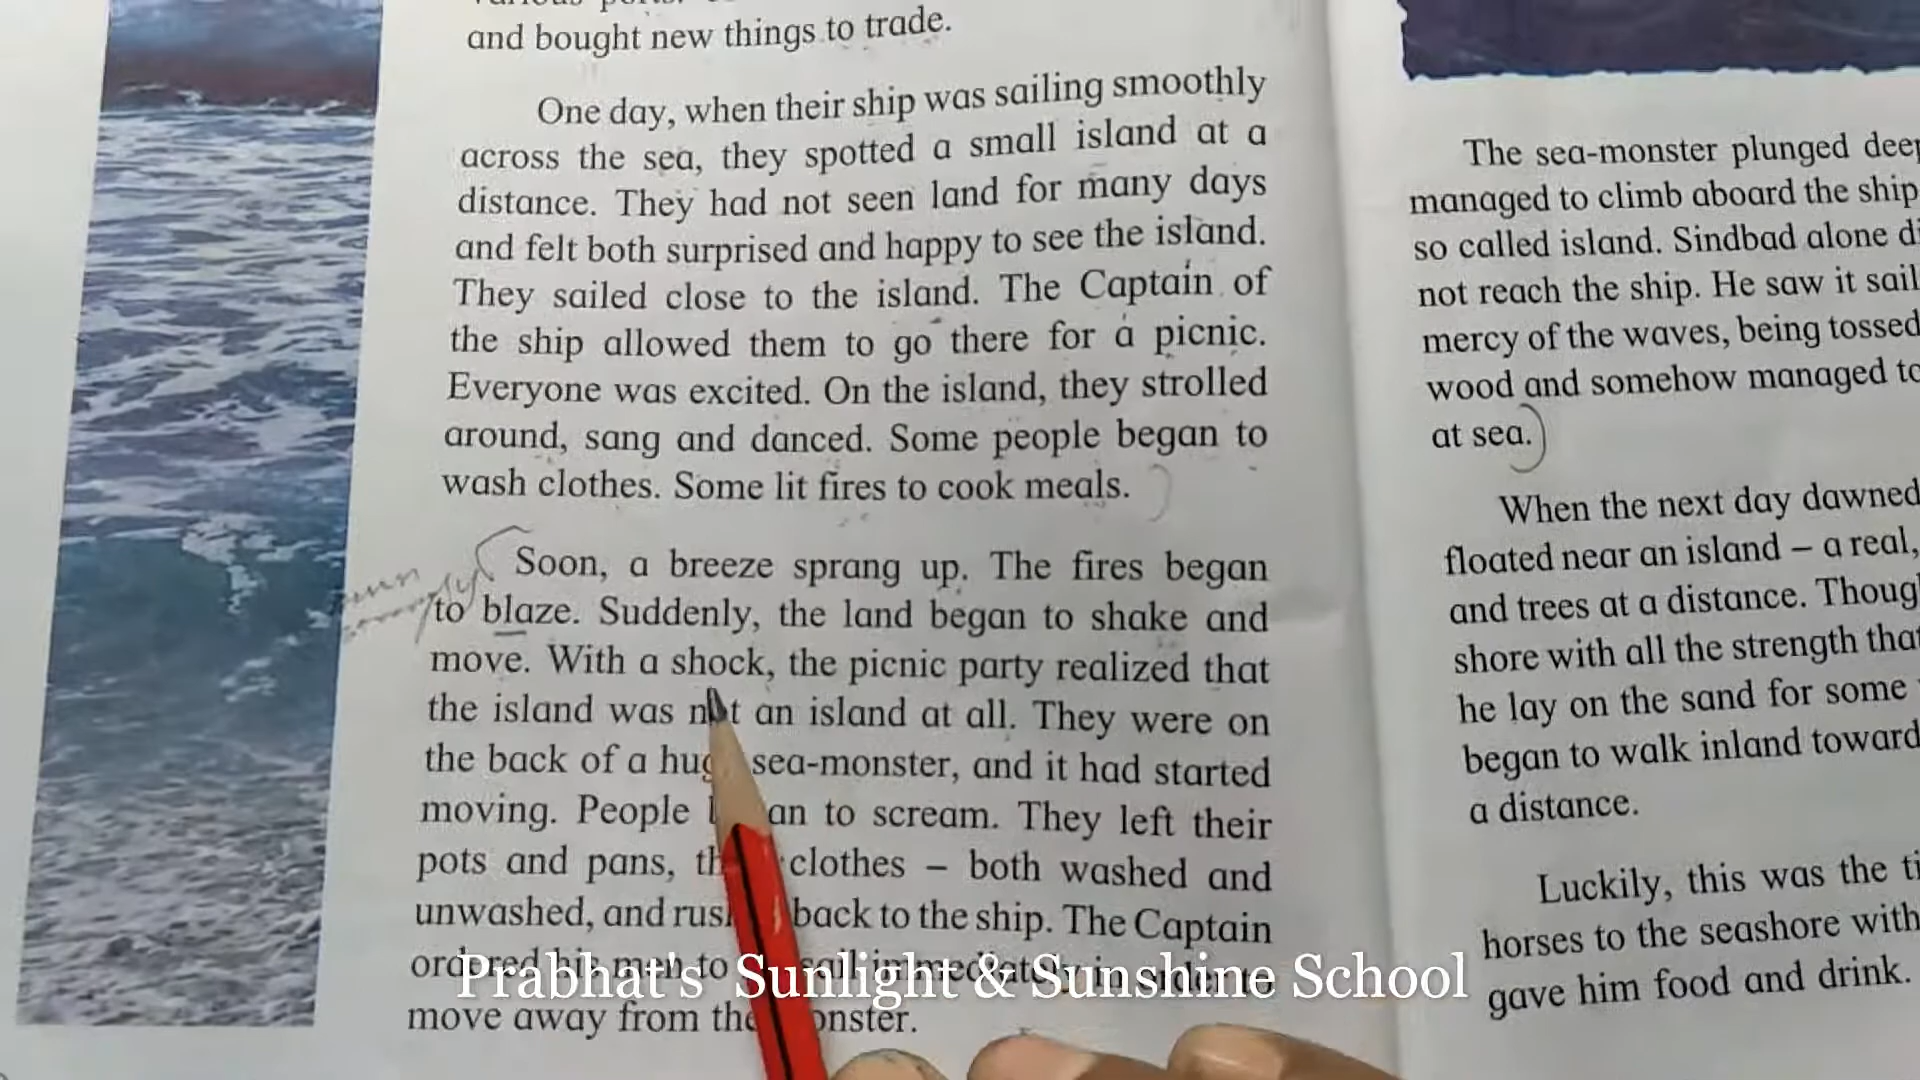 and bought new things to trade.
One day, when their ship was sailing smoothly
across the sea, they spotted a small island at a
distance. They had not seen land for many days
and felt both surprised and happy to see the island.
They sailed close to the island. The Captain of
the ship allowed them to go there for a picnic.
Everyone was excited. On the island, they strolled
around, sang and danced. Some people began to
wash clothes. Some lit fires to cook meals.
Soon, a breeze sprang up. The fires began
to blaze. Suddenly, the land began to shake and
move. With a shock, the picnic party realized that
the island was not an island at all. They were on
the back of a sea-monster, and it had started
moving. People to scream. They left their
pots and pans, clothes – both washed and
unwashed, and back to the ship. The Captain
men to
move away from the
The sea-monster plunged
managed to climb aboard the ship
so called island. Sindbad alone
not reach the ship. He saw it sail
mercy of the waves, being tossed
wood and somehow managed to
at sea.
When the next day dawned
floated near an island – a real,
and trees at a distance.
shore with all the strength
he lay on the sand for some
began to walk inland
a distance.
Luckily, this was the
horses to the seashore with
gave him food and drink.
Prabhat's Sunlight & Sunshine School